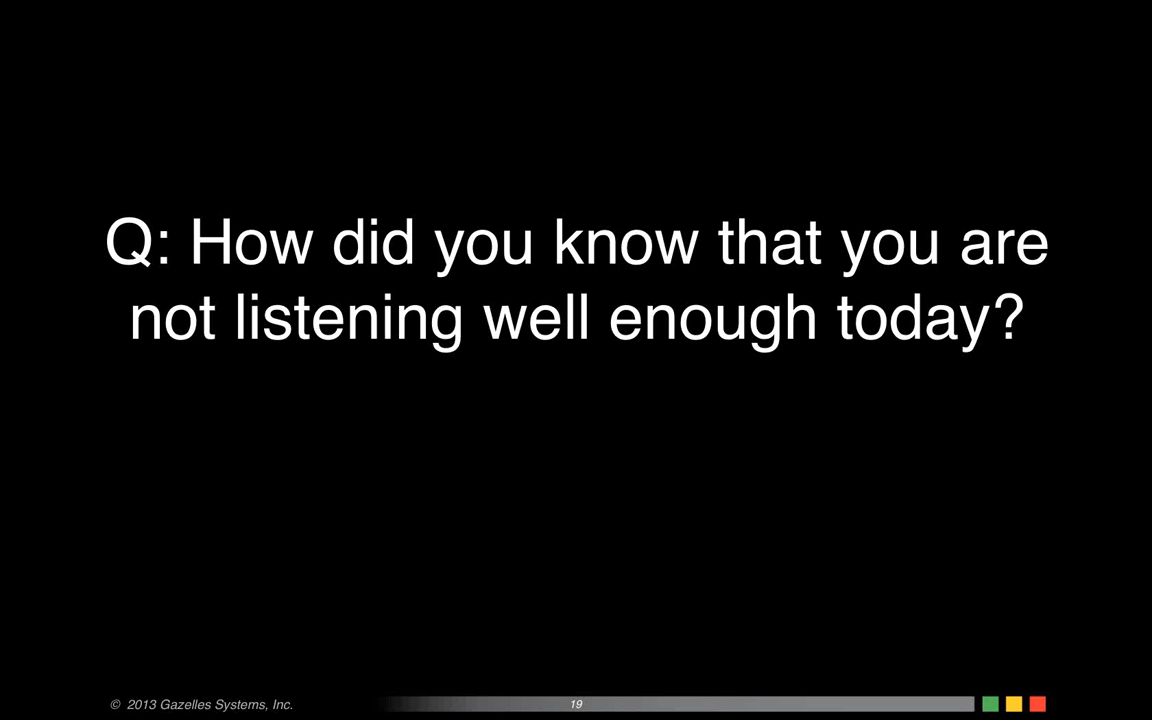 Q: How did you know that you are
not listening well enough today?
© 2013 Gazelles Systems, Inc.
19